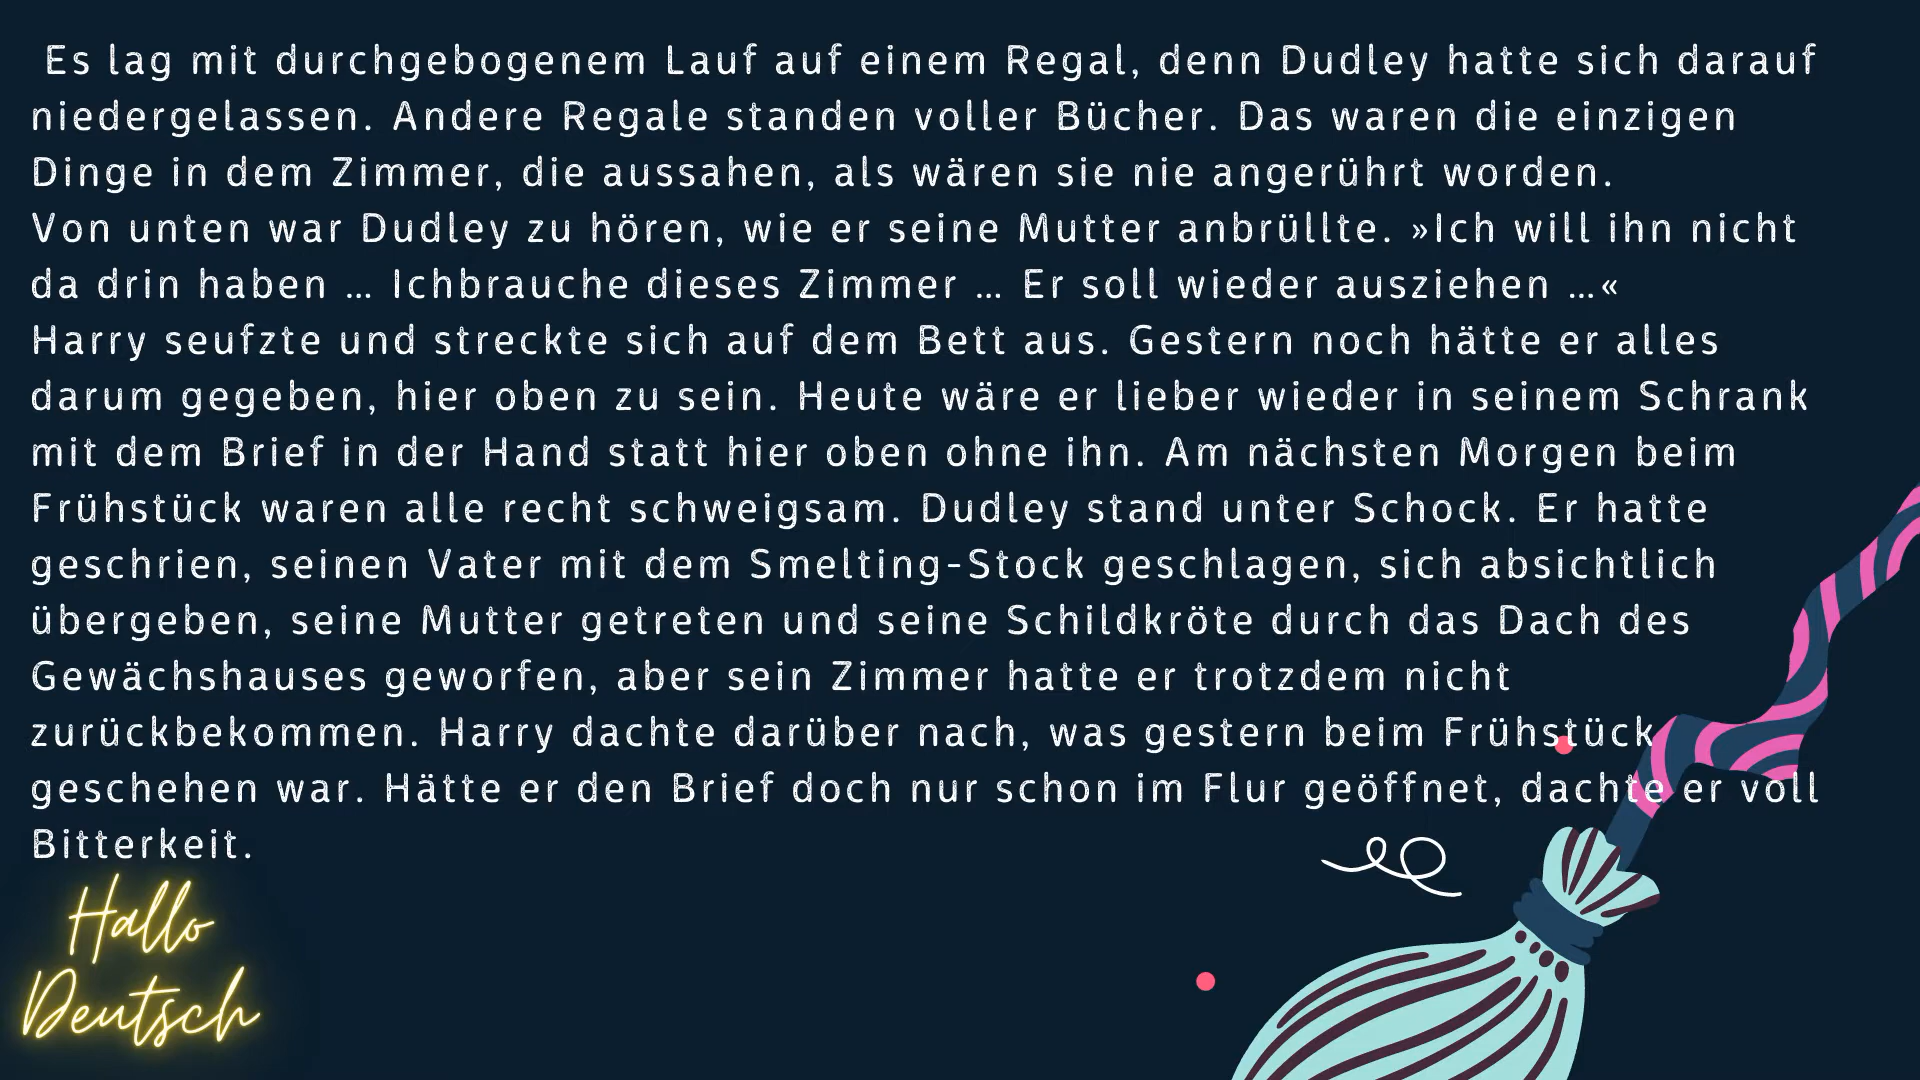 Es lag mit durchgebogenem Lauf auf einem Regal, denn Dudley hatte sich darauf
niedergelassen. Andere Regale standen voller Bücher. Das waren die einzigen
Dinge in dem Zimmer, die aussahen, als wären sie nie angerührt worden.
Von unten war Dudley zu hören, wie er seine Mutter anbrüllte. »Ich will ihn nicht
da drin haben ... Ichbrauche dieses Zimmer ... Er soll wieder ausziehen ...«
Harry seufzte und streckte sich auf dem Bett aus. Gestern noch hätte er alles
darum gegeben, hier oben zu sein. Heute wäre er lieber wieder in seinem Schrank
mit dem Brief in der Hand statt hier oben ohne ihn. Am nächsten Morgen beim
Frühstück waren alle recht schweigsam. Dudley stand unter Schock. Er hatte
geschrien, seinen Vater mit dem Smelting-Stock geschlagen, sich absichtlich
übergeben, seine Mutter getreten und seine Schildkröte durch das Dach des
Gewächshauses geworfen, aber sein Zimmer hatte er trotzdem nicht
zurückbekommen. Harry dachte darüber nach, was gestern beim Frühstück
geschehen war. Hätte er den Brief doch nur schon im Flur geöffnet, dachte er voll
Bitterkeit.
Hallo
Deutsch